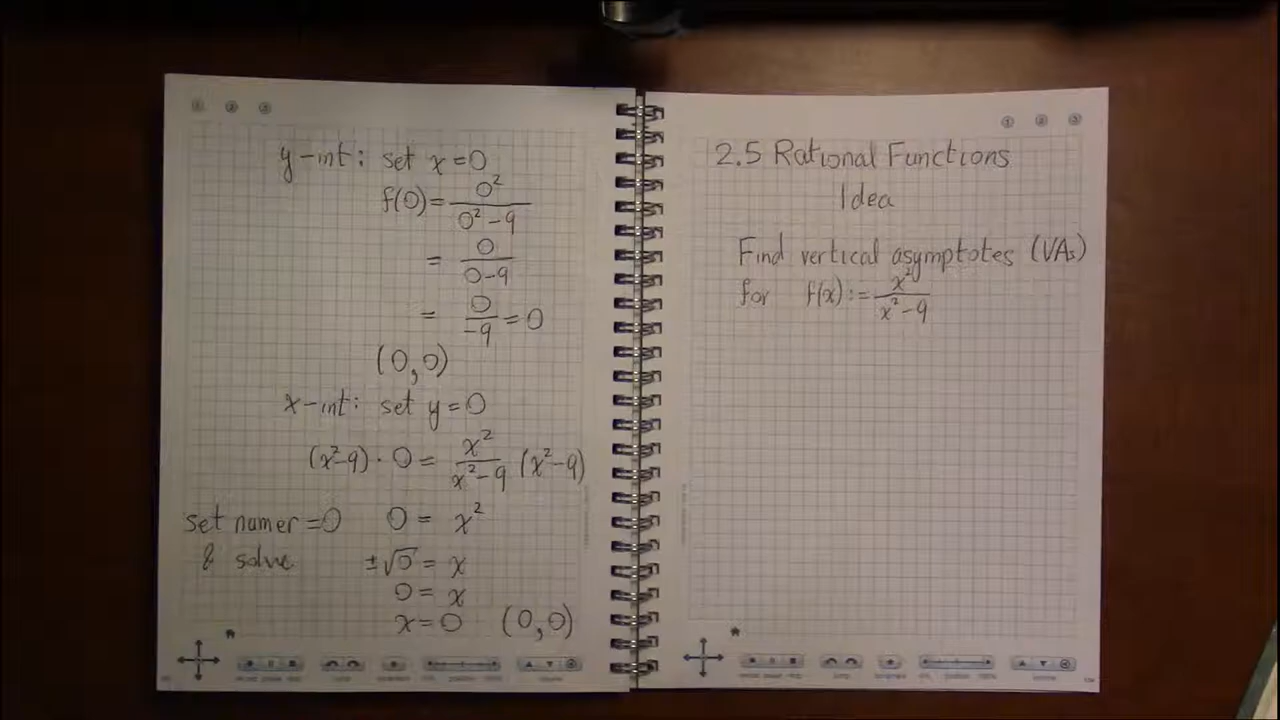 y-int: set x=0
f(0)= 0²/(0²-9)
= 0/(0-9)
= 0/-9 = 0
(0,0)
x-int: set y=0
(x²-9)·0 = x²/(x²-9) (x²-9)
set numer=0 0 = x²
& solve ±√0 = x
0 = x
x=0 (0,0)
2.5 Rational Functions
Idea
Find vertical asymptotes (VAs)
for f(x):= x²/(x²-9)